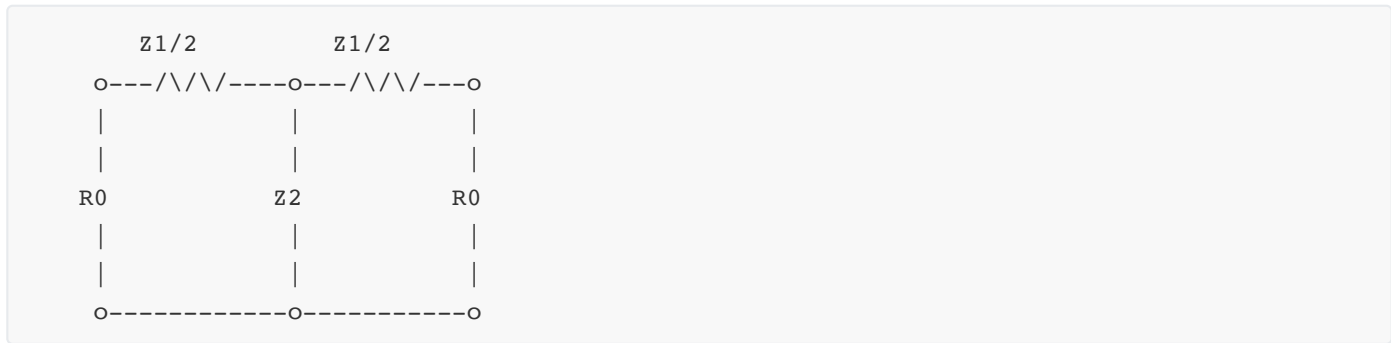 Z1/2 Z1/2
o---/\/\/----o---/\/\/---o
| | |
| | |
R0 Z2 R0
| | |
| | |
o------------o-----------o